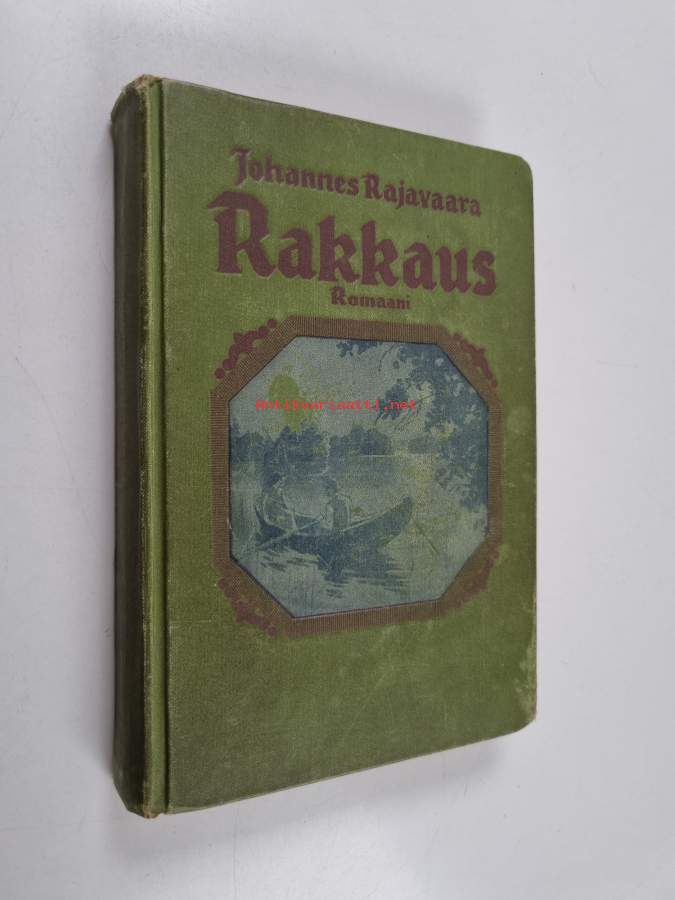 Johannes Rajavaara
Rakkaus
Romaani
Antikvariaatti.net